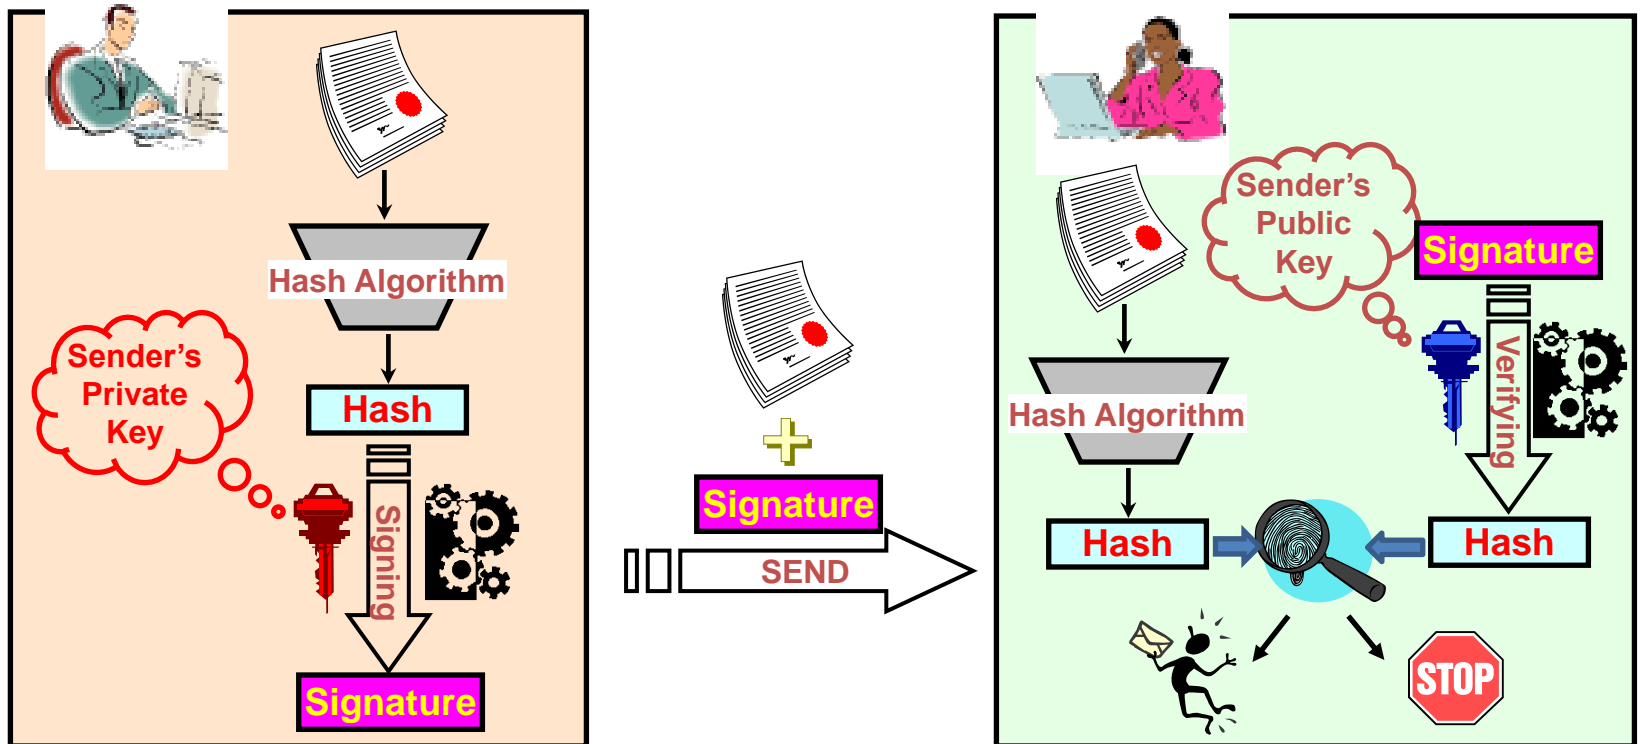 Hash Algorithm
Sender’s
Private
Key
Hash
Signing
Signature
Signature
SEND
Sender’s
Public
Key
Signature
Hash Algorithm
Verifying
Hash
Hash
STOP